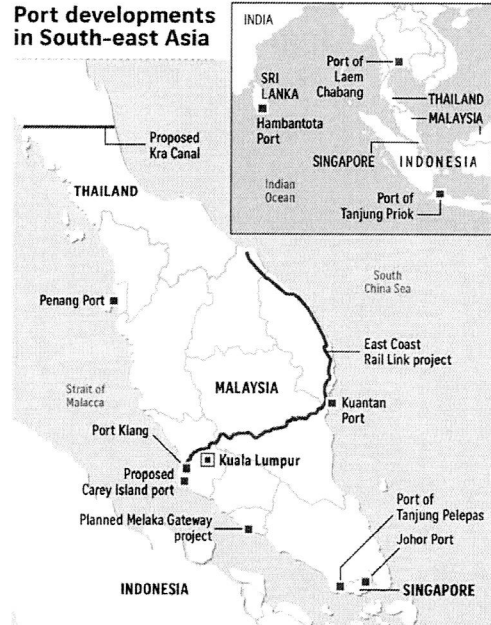 Port developments
in South-east Asia
INDIA
Port of
Laem
Chabang
SRI
LANKA
Hambantota
Port
THAILAND
MALAYSIA
SINGAPORE
INDONESIA
Indian
Ocean
Port of
Tanjung Priok
Proposed
Kra Canal
THAILAND
South
China Sea
Penang Port
East Coast
Rail Link project
Strait of
Malacca
MALAYSIA
Kuantan
Port
Port Klang
Kuala Lumpur
Proposed
Carey Island port
Planned Melaka Gateway
project
Port of
Tanjung Pelepas
Johor Port
INDONESIA
SINGAPORE